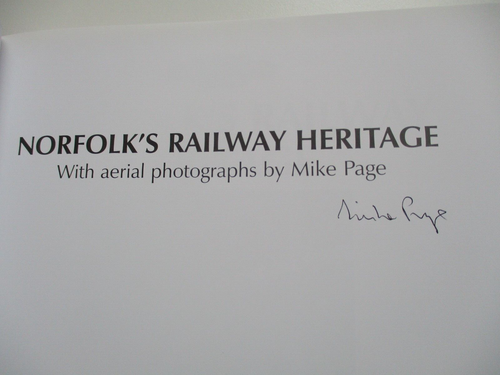 NORFOLK'S RAILWAY HERITAGE
With aerial photographs by Mike Page
Mike Page